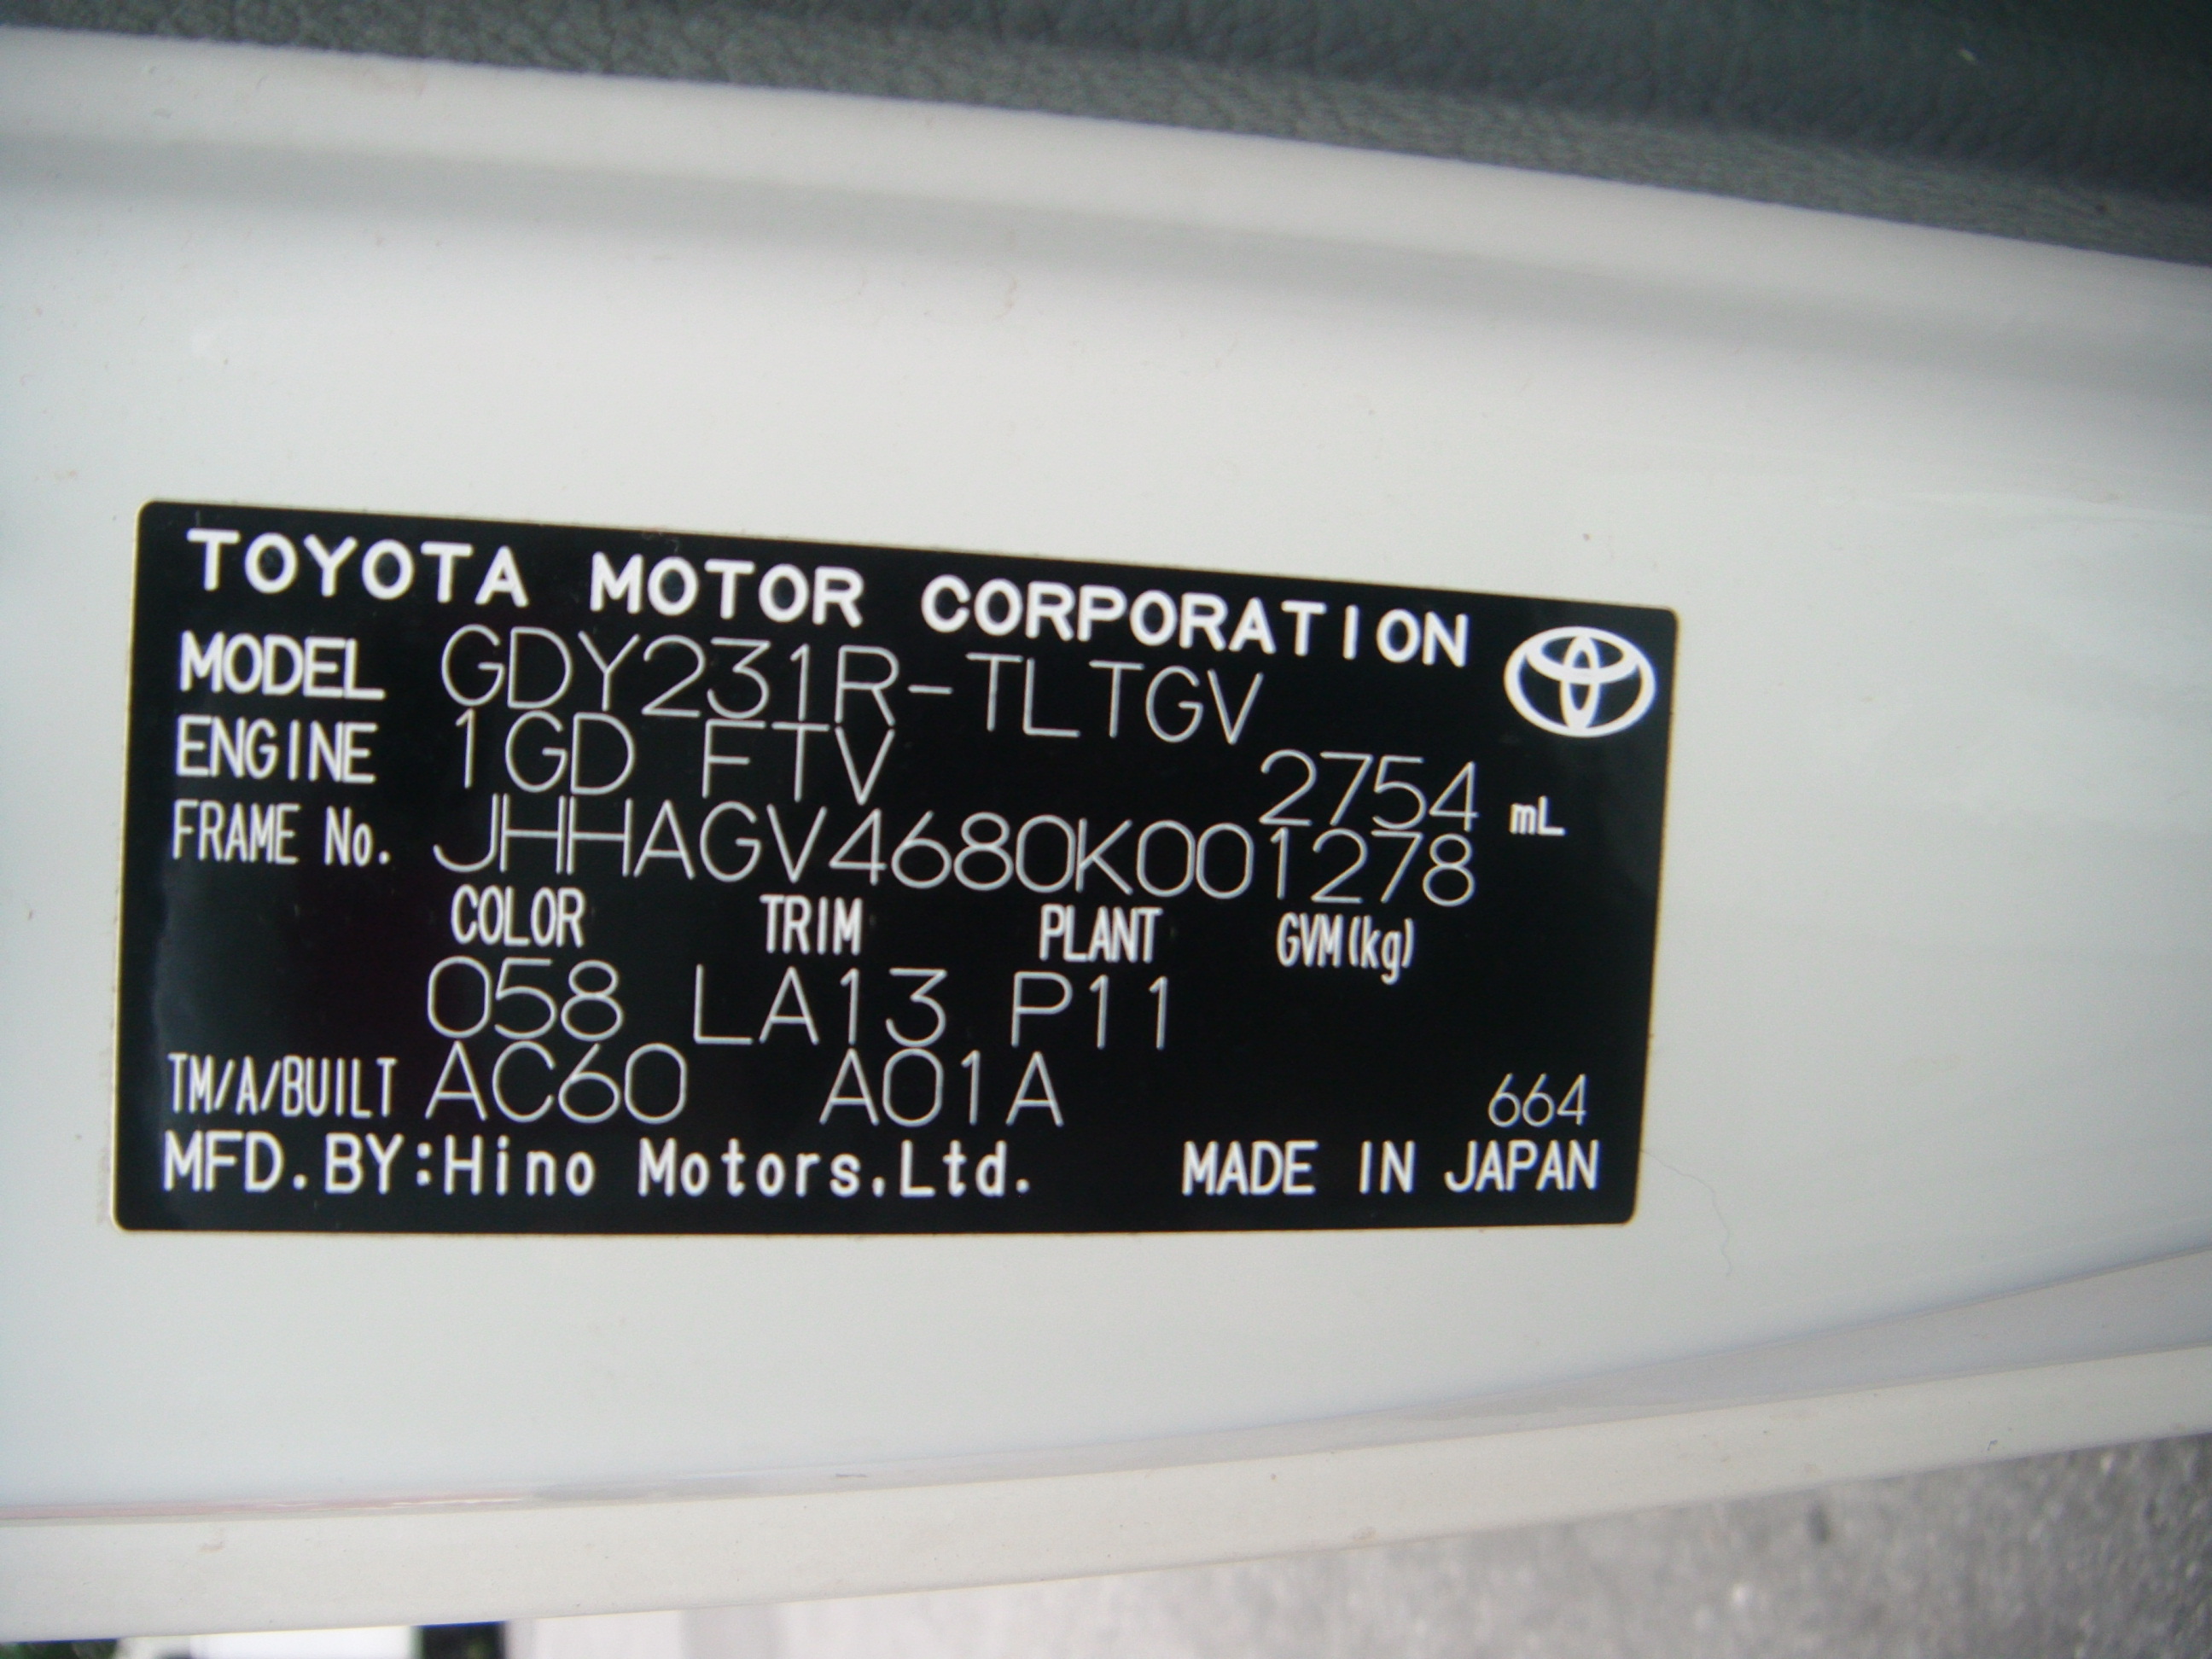 TOYOTA MOTOR CORPORATION
MODEL GDY231R-TLTGV
ENGINE 1GD FTV 2754 mL
FRAME No. JHHAGV4680K001278
COLOR TRIM PLANT GVM(kg)
058 LA13 P11
TM/A/BUILT AC60 A01A 664
MFD.BY:Hino Motors,Ltd. MADE IN JAPAN